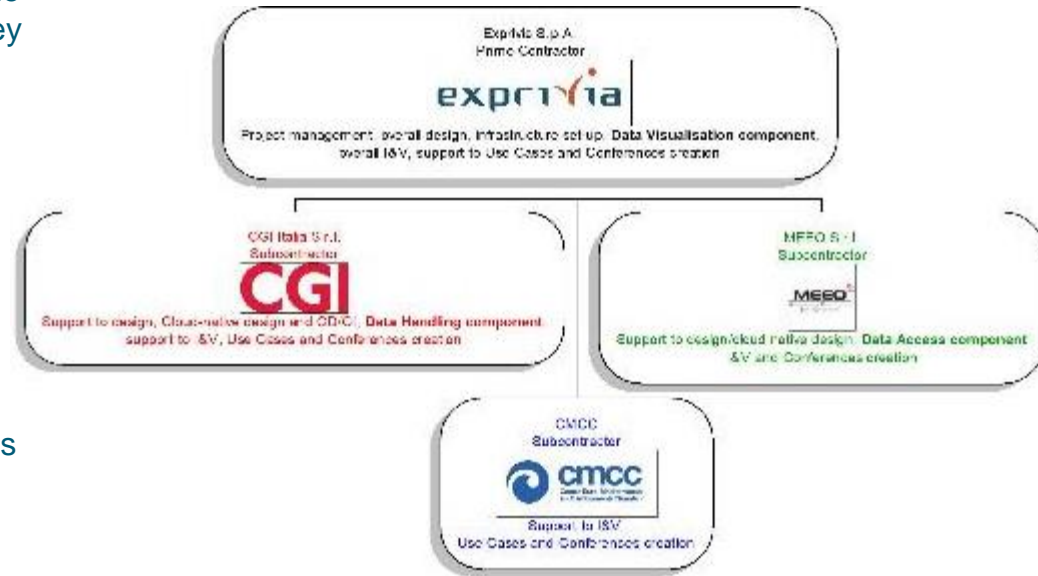 ey
Exprivia S.p.A.
Prime Contractor
exprivia
Project management, overall design, infrastructure set-up, Data Visualisation component,
overall I&V, support to Use Cases and Conferences creation
CGI Italia S.r.l.
Subcontractor
CGI
Support to design, Cloud-native design and CD/CI, Data Handling component
support to I&V, Use Cases and Conferences creation
MEEO S.r.l.
Subcontractor
MEEO
Support to design/cloud native design, Data Access component
I&V and Conferences creation
s
CMCC
Subcontractor
cmcc
Support to I&V
Use Cases and Conferences creation